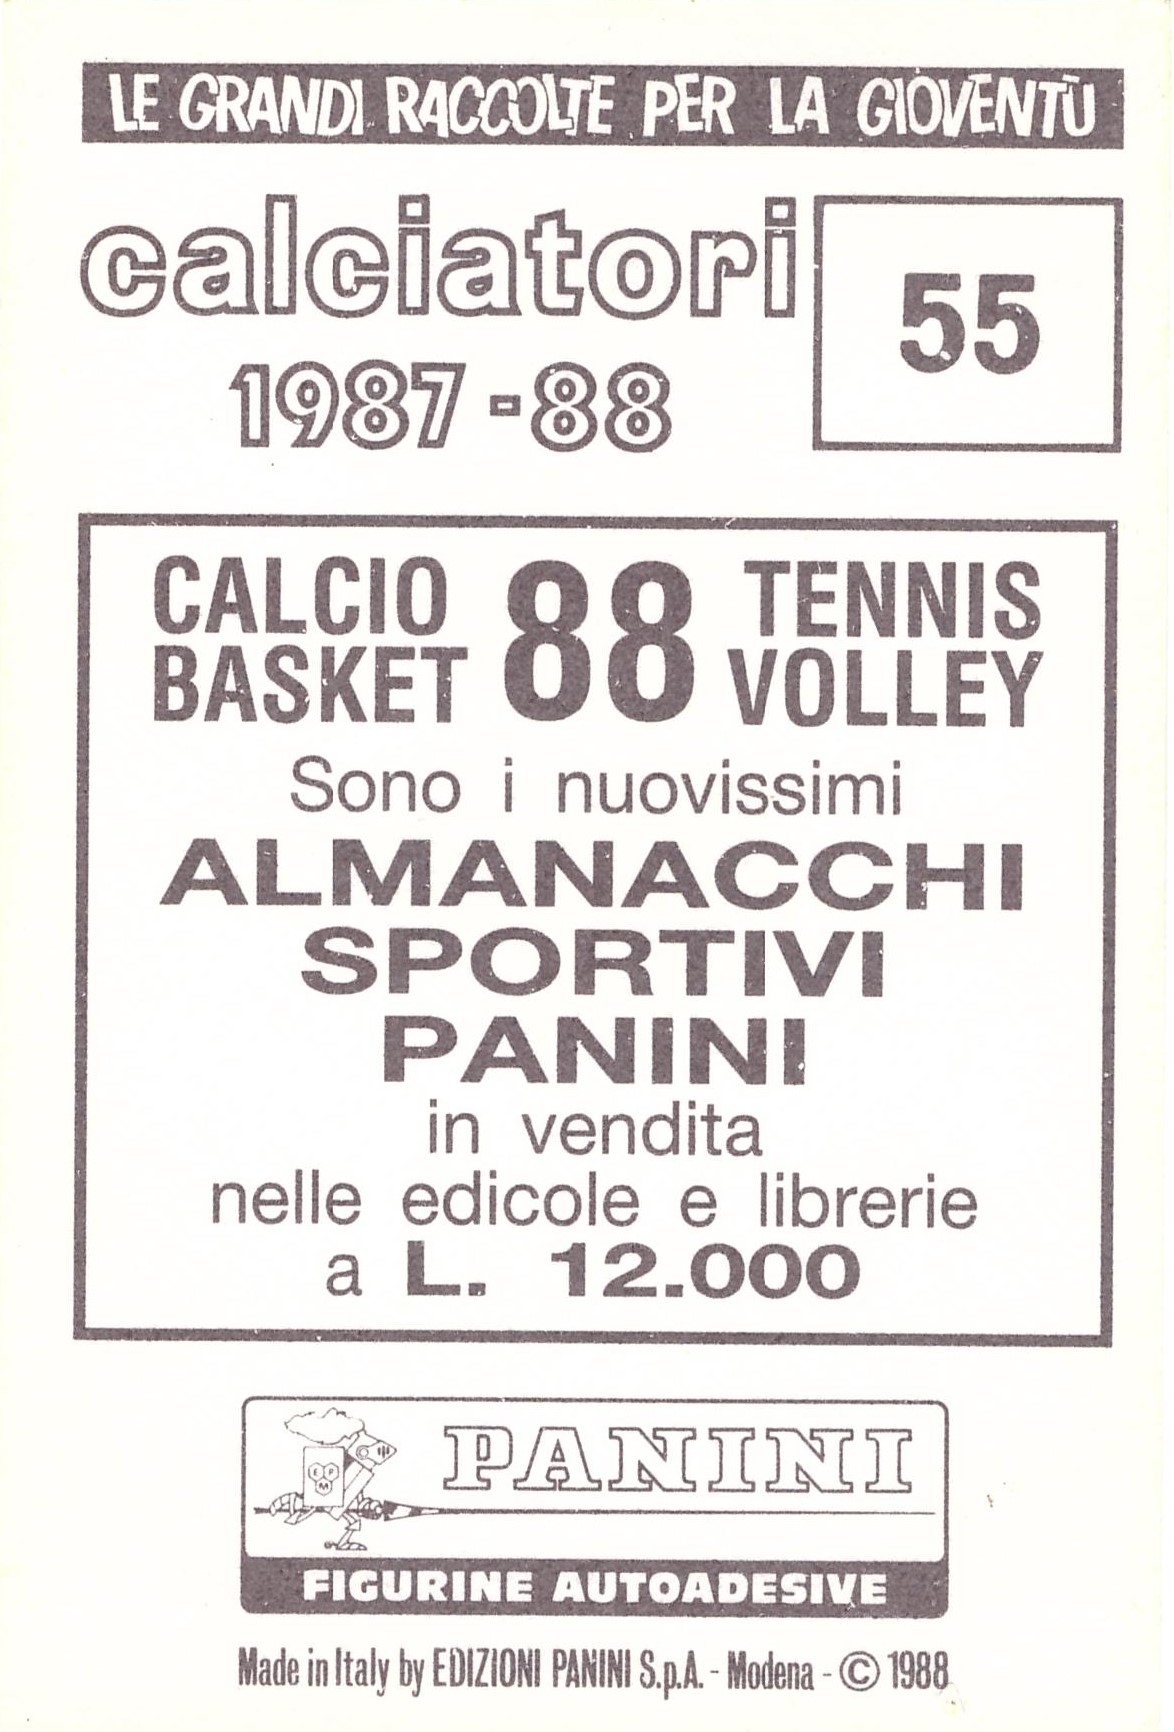 LE GRANDI RACCOLTE PER LA GIOVENTÙ
calciatori
1987-88
55
CALCIO 88 TENNIS
BASKET VOLLEY
Sono i nuovissimi
ALMANACCHI
SPORTIVI
PANINI
in vendita
nelle edicole e librerie
a L. 12.000
E P
M
PANINI
FIGURINE AUTOADESIVE
Made in Italy by EDIZIONI PANINI S.p.A. - Modena - © 1988